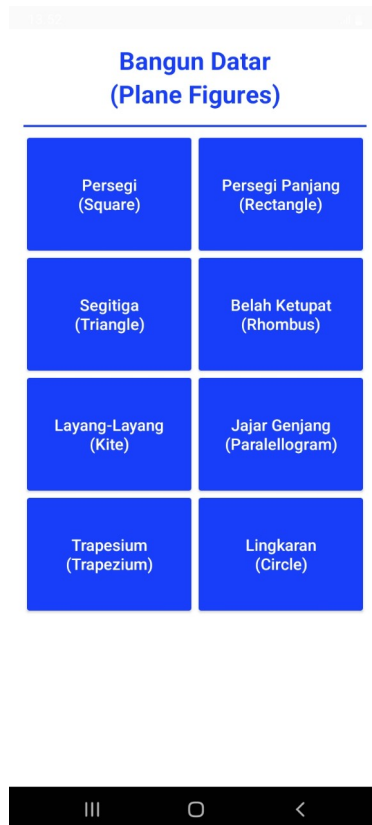 Bangun Datar
(Plane Figures)
Persegi
(Square)
Persegi Panjang
(Rectangle)
Segitiga
(Triangle)
Belah Ketupat
(Rhombus)
Layang-Layang
(Kite)
Jajar Genjang
(Paralellogram)
Trapesium
(Trapezium)
Lingkaran
(Circle)